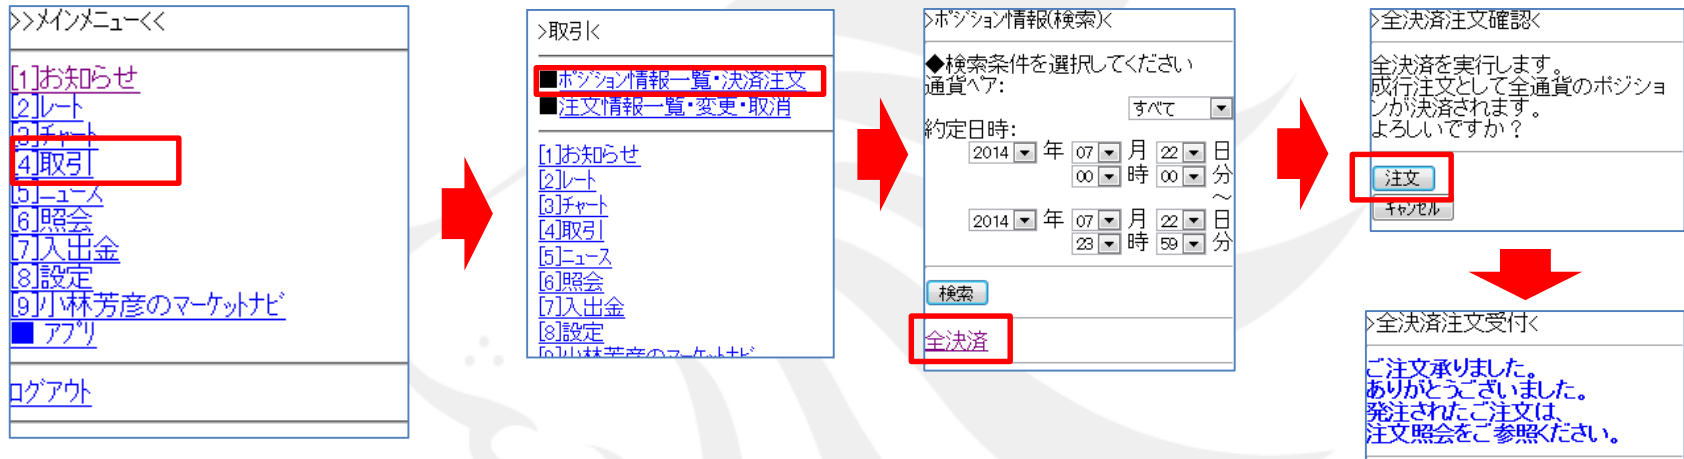 >>ﾒｲﾝﾒﾆｭｰ<<
[1]お知らせ
[2]ﾚｰﾄ
[3]ﾁｬｰﾄ
[4]取引
[5]ﾆｭｰｽ
[6]照会
[7]入出金
[8]設定
[9]小林芳彦のﾏｰｹｯﾄﾅﾋﾞ
■ ｱﾌﾟﾘ
ﾛｸﾞｱｳﾄ
>取引<
■ﾎﾟｼﾞｼｮﾝ情報一覧・決済注文
■注文情報一覧・変更・取消
[1]お知らせ
[2]ﾚｰﾄ
[3]ﾁｬｰﾄ
[4]取引
[5]ﾆｭｰｽ
[6]照会
[7]入出金
[8]設定
[9]小林芳彦のﾏｰｹｯﾄﾅﾋﾞ
>ﾎﾟｼﾞｼｮﾝ情報(検索)<
◆検索条件を選択してください
通貨ﾍﾟｱ:
すべて
約定日時:
2014 年 07 月 22 日
00 時 00 分
～
2014 年 07 月 22 日
23 時 59 分
検索
全決済
>全決済注文確認<
全決済を実行します。
成行注文として全通貨のポジショ
ンが決済されます。
よろしいですか？
注文
ｷｬﾝｾﾙ
>全決済注文受付<
ご注文承りました。
ありがとうございました。
発注されたご注文は、
注文照会をご参照ください。